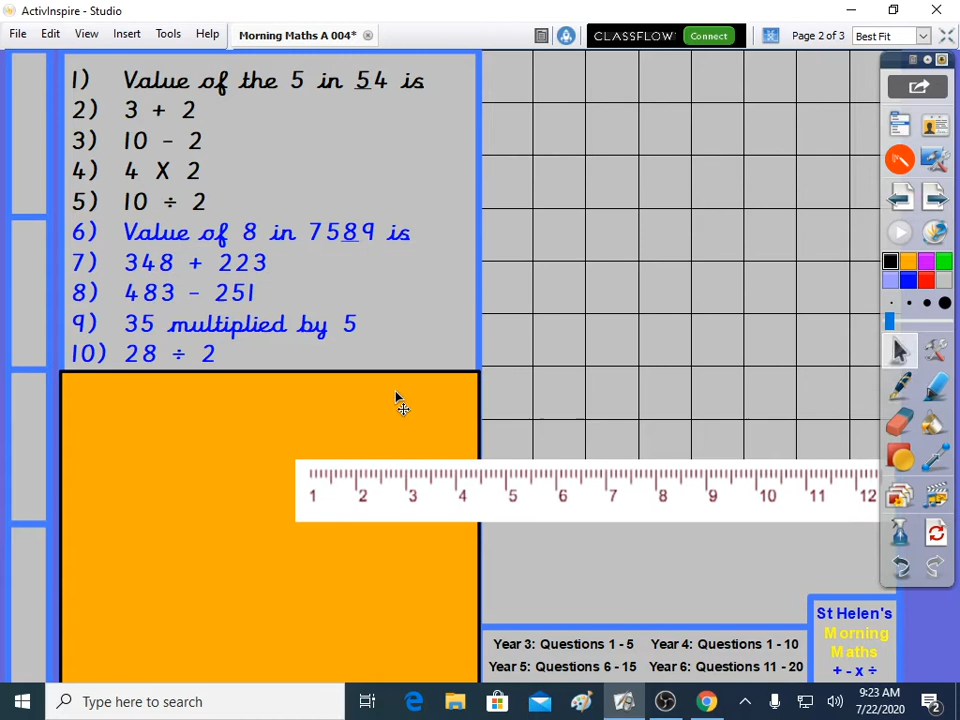 ActivInspire - Studio
File Edit View Insert Tools Help Morning Maths A 004* CLASSFLOW Connect Page 2 of 3 Best Fit
1) Value of the 5 in 54 is
2) 3 + 2
3) 10 - 2
4) 4 X 2
5) 10 ÷ 2
6) Value of 8 in 7589 is
7) 348 + 223
8) 483 - 251
9) 35 multiplied by 5
10) 28 ÷ 2
1 2 3 4 5 6 7 8 9 10 11 12
Year 3: Questions 1 - 5 Year 4: Questions 1 - 10
Year 5: Questions 6 - 15 Year 6: Questions 11 - 20
St Helen's
Morning
Maths
+ - x ÷
Type here to search
9:23 AM
7/22/2020
2